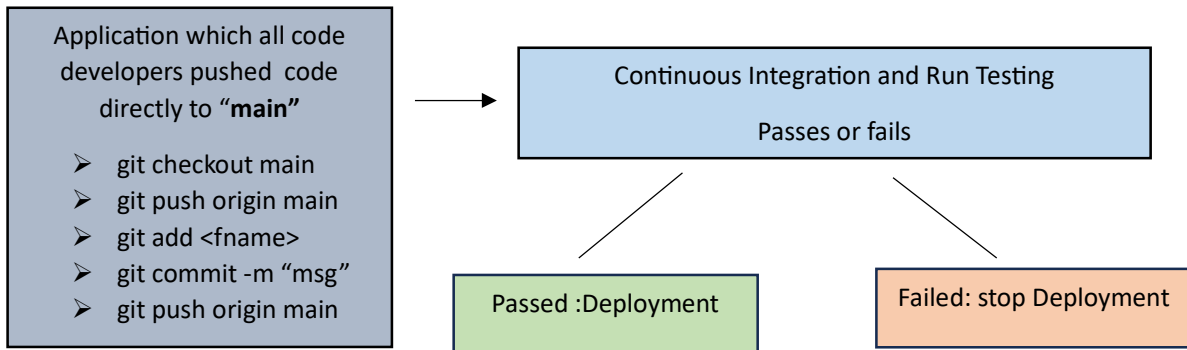 Application which all code
developers pushed code
directly to “main”
➢ git checkout main
➢ git push origin main
➢ git add <fname>
➢ git commit -m “msg”
➢ git push origin main
Continuous Integration and Run Testing
Passes or fails
Passed :Deployment
Failed: stop Deployment